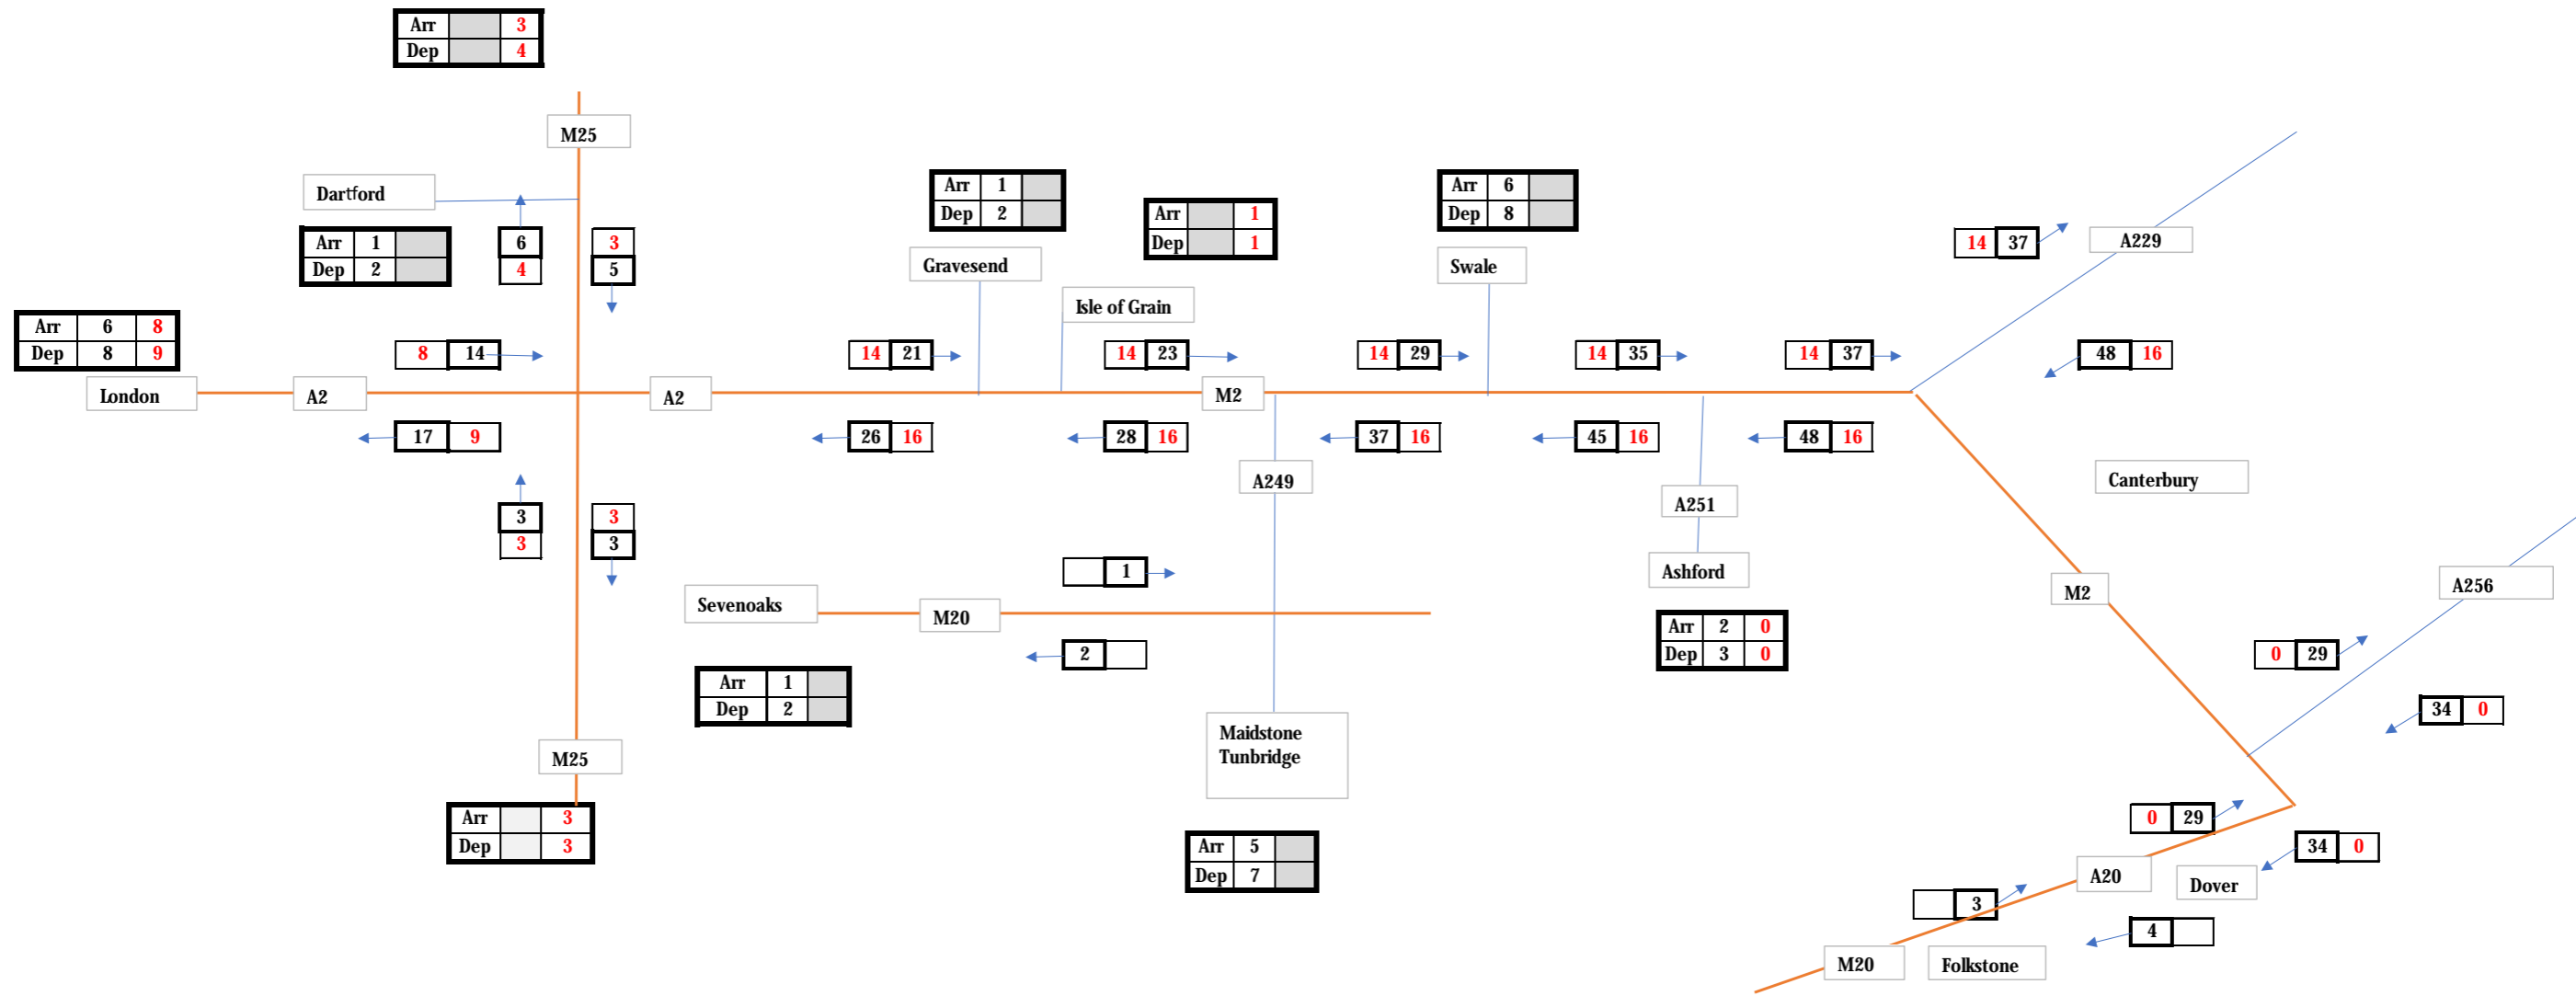 Arr 3
Dep 4
M25
Dartford
Arr 1
Dep 2
6
4
3
5
Arr 1
Dep 2
Arr 1
Dep 1
Arr 6
Dep 8
Gravesend
Isle of Grain
Swale
14 37
A229
Arr 6 8
Dep 8 9
8 14
14 21
14 23
14 29
14 35
14 37
48 16
London
A2
A2
M2
17 9
26 16
28 16
37 16
45 16
48 16
A249
Canterbury
A251
3
3
3
3
1
Ashford
Sevenoaks
M20
M2
A256
2
Arr 2 0
Dep 3 0
0 29
Arr 1
Dep 2
34 0
Maidstone
Tunbridge
M25
Arr 3
Dep 3
0 29
Arr 5
Dep 7
34 0
A20
Dover
3
4
M20
Folkstone